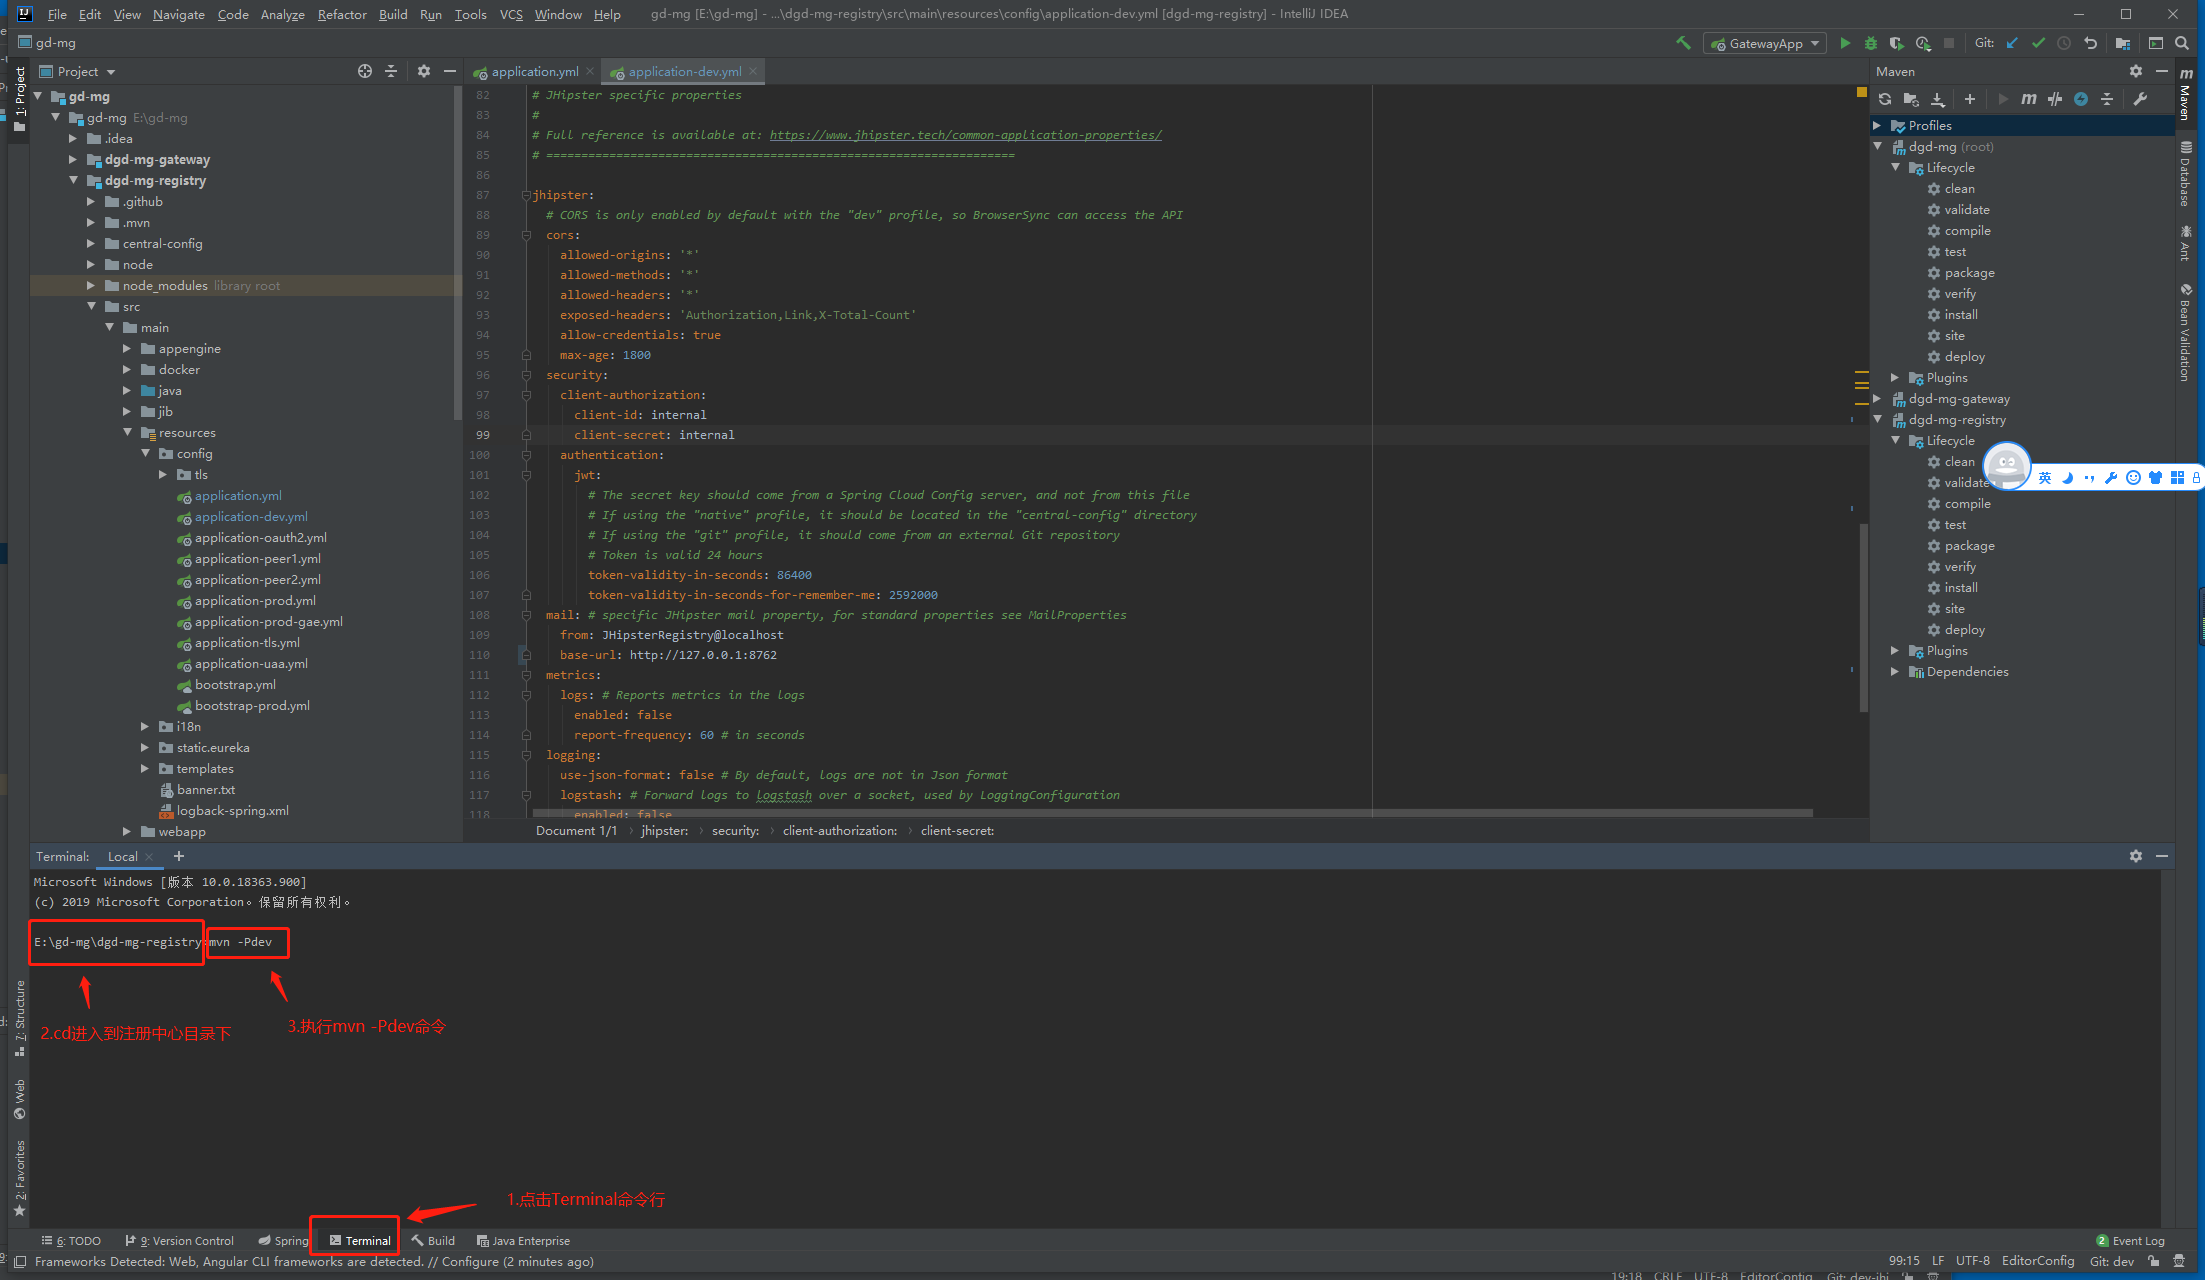 File Edit View Navigate Code Analyze Refactor Build Run Tools VCS Window Help gd-mg [E:\gd-mg] - ...\dgd-mg-registry\src\main\resources\config\application-dev.yml [dgd-mg-registry] - IntelliJ IDEA
gd-mg
GatewayApp
Git:
Project
application.yml
application-dev.yml
Maven
1: Project
gd-mg
gd-mg E:\gd-mg
.idea
dgd-mg-gateway
dgd-mg-registry
.github
.mvn
central-config
node
node_modules library root
src
main
appengine
docker
java
jib
resources
config
tls
application.yml
application-dev.yml
application-oauth2.yml
application-peer1.yml
application-peer2.yml
application-prod.yml
application-prod-gae.yml
application-tls.yml
application-uaa.yml
bootstrap.yml
bootstrap-prod.yml
i18n
static.eureka
templates
banner.txt
logback-spring.xml
webapp
82 # JHipster specific properties
83 #
84 # Full reference is available at: https://www.jhipster.tech/common-application-properties/
85 # ===================================================================
86
87 jhipster:
88 # CORS is only enabled by default with the "dev" profile, so BrowserSync can access the API
89 cors:
90 allowed-origins: '*'
91 allowed-methods: '*'
92 allowed-headers: '*'
93 exposed-headers: 'Authorization,Link,X-Total-Count'
94 allow-credentials: true
95 max-age: 1800
96 security:
97 client-authorization:
98 client-id: internal
99 client-secret: internal
100 authentication:
101 jwt:
102 # The secret key should come from a Spring Cloud Config server, and not from this file
103 # If using the "native" profile, it should be located in the "central-config" directory
104 # If using the "git" profile, it should come from an external Git repository
105 # Token is valid 24 hours
106 token-validity-in-seconds: 86400
107 token-validity-in-seconds-for-remember-me: 2592000
108 mail: # specific JHipster mail property, for standard properties see MailProperties
109 from: JHipsterRegistry@localhost
110 base-url: http://127.0.0.1:8762
111 metrics:
112 logs: # Reports metrics in the logs
113 enabled: false
114 report-frequency: 60 # in seconds
115 logging:
116 use-json-format: false # By default, logs are not in Json format
117 logstash: # Forward logs to logstash over a socket, used by LoggingConfiguration
118 enabled: false
Document 1/1 › jhipster: › security: › client-authorization: › client-secret:
Profiles
dgd-mg (root)
Lifecycle
clean
validate
compile
test
package
verify
install
site
deploy
Plugins
dgd-mg-gateway
dgd-mg-registry
Lifecycle
clean
validate
compile
test
package
verify
install
site
deploy
Plugins
Dependencies
英
Maven
Database
Ant
Bean Validation
Terminal: Local +
Microsoft Windows [版本 10.0.18363.900]
(c) 2019 Microsoft Corporation。保留所有权利。
E:\gd-mg\dgd-mg-registry mvn -Pdev
2.cd进入到注册中心目录下
3.执行mvn -Pdev命令
1.点击Terminal命令行
7: Structure
Web
2: Favorites
6: TODO 9: Version Control Spring Terminal Build Java Enterprise 2 Event Log
Frameworks Detected: Web, Angular CLI frameworks are detected. // Configure (2 minutes ago) 99:15 LF UTF-8 EditorConfig Git: dev